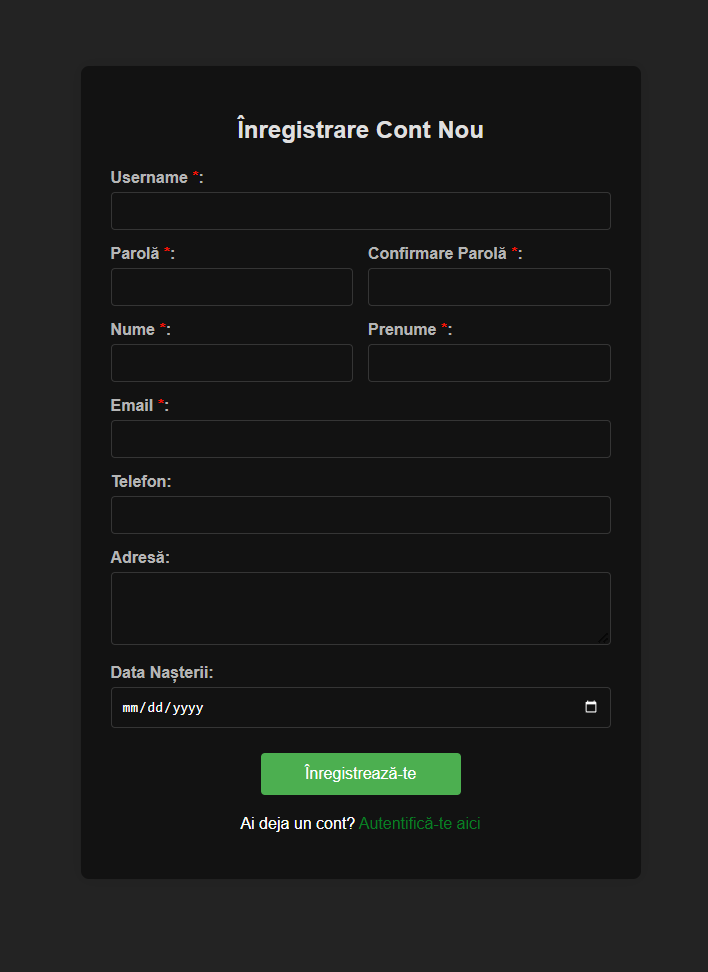 Înregistrare Cont Nou
Username *:
Parolă *: Confirmare Parolă *:
Nume *: Prenume *:
Email *:
Telefon:
Adresă:
Data Nașterii:
mm/dd/yyyy
Înregistrează-te
Ai deja un cont? Autentifică-te aici